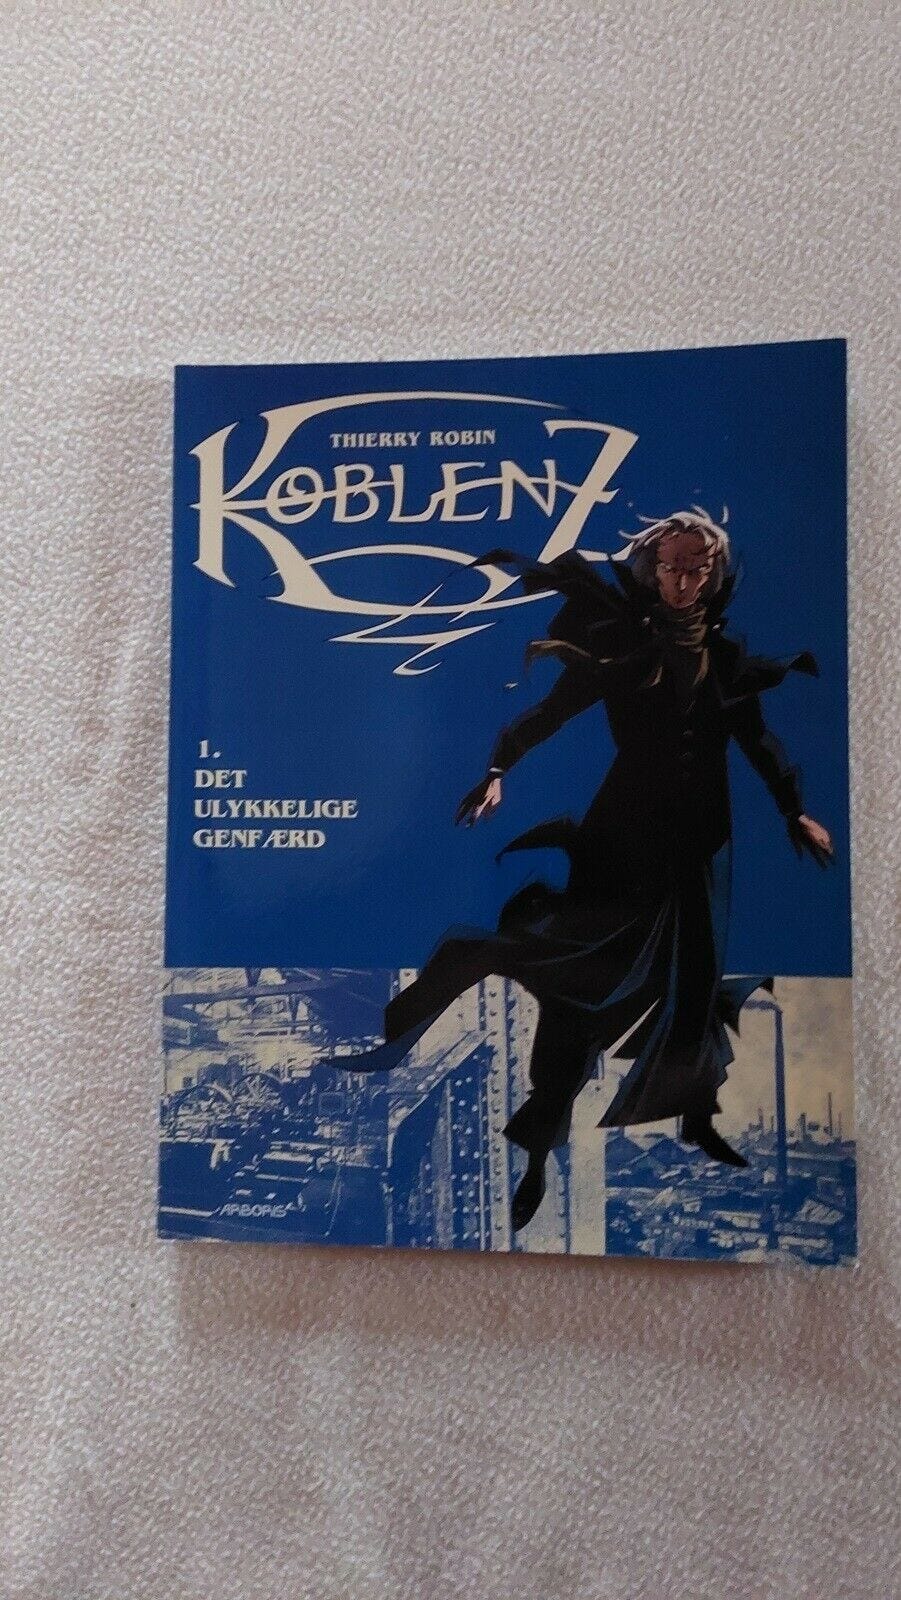 THIERRY ROBIN
KOBLENZ
1.
DET
ULYKKELIGE
GENFÆRD
ARBORIS